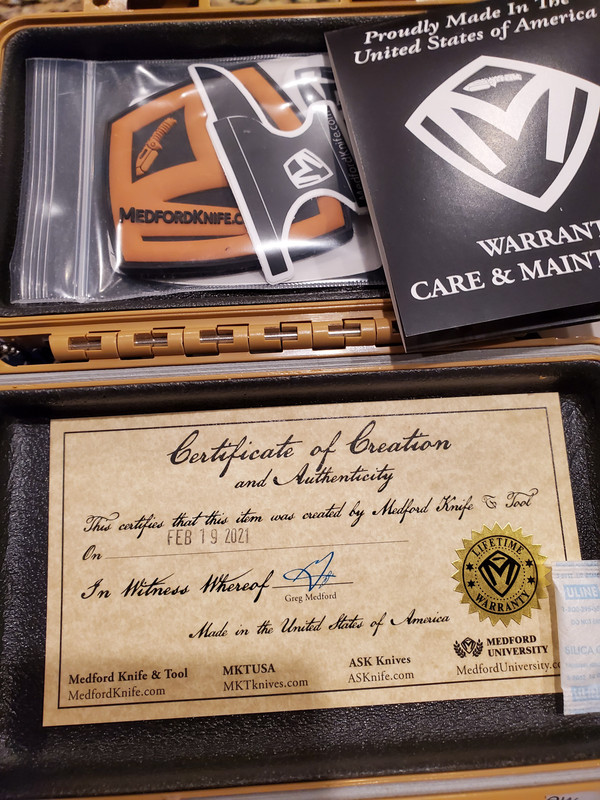 Proudly Made In The
United States of America
WARRANT
CARE & MAINT
MEDFORDKNIFE.C
Certificate of Creation
and Authenticity
This certifies that this item was created by Medford Knife & Tool
On FEB 19 2021
In Witness Whereof
Greg Medford
LIFETIME
WARRANTY
Made in the United States of America
Medford Knife & Tool
MedfordKnife.com
MKTUSA
MKTknives.com
ASK Knives
ASKnife.com
MEDFORD
UNIVERSITY
MedfordUniversity.co
ULINE
SILICA G